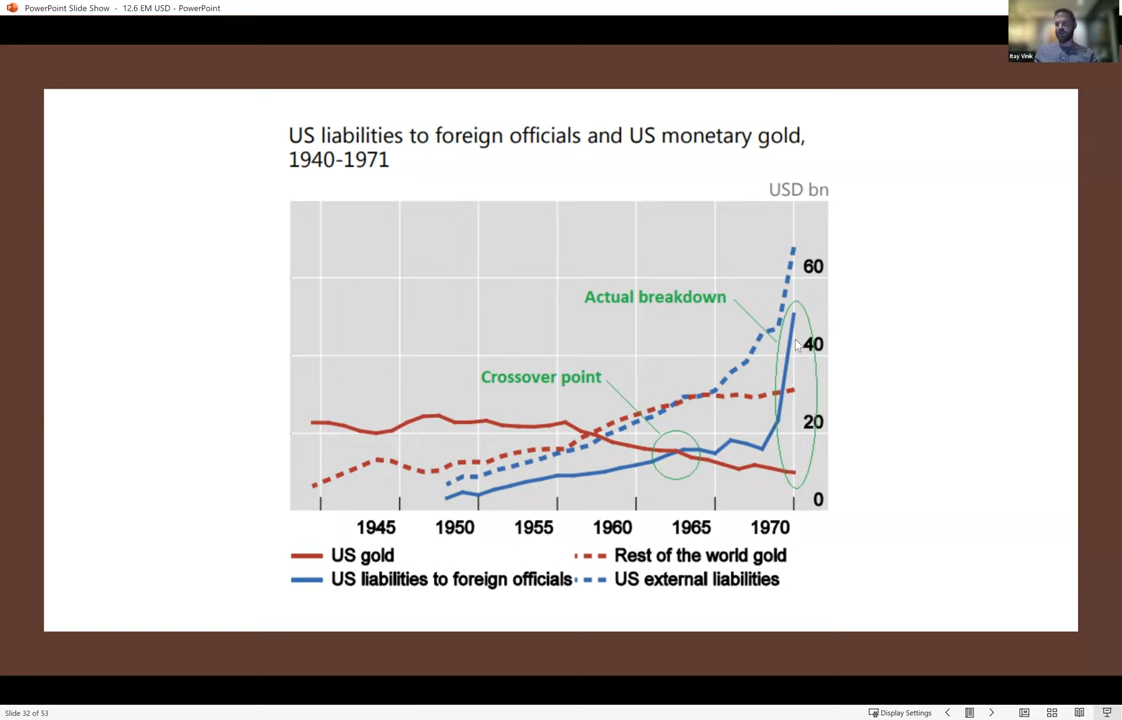 PowerPoint Slide Show - 12.6 EM USD - PowerPoint
Itay Vinik
US liabilities to foreign officials and US monetary gold,
1940-1971
USD bn
60
Actual breakdown
40
Crossover point
20
0
1945 1950 1955 1960 1965 1970
US gold
Rest of the world gold
US liabilities to foreign officials
US external liabilities
Slide 32 of 53
Display Settings